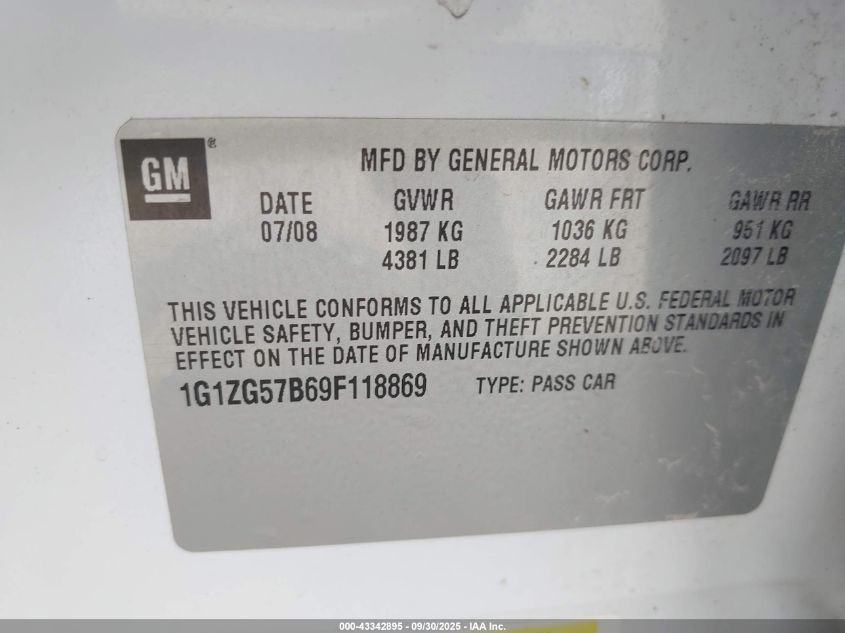 GM®
MFD BY GENERAL MOTORS CORP.
DATE GVWR GAWR FRT GAWR RR
07/08 1987 KG 1036 KG 951 KG
4381 LB 2284 LB 2097 LB
THIS VEHICLE CONFORMS TO ALL APPLICABLE U.S. FEDERAL MOTOR
VEHICLE SAFETY, BUMPER, AND THEFT PREVENTION STANDARDS IN
EFFECT ON THE DATE OF MANUFACTURE SHOWN ABOVE.
1G1ZG57B69F118869 TYPE: PASS CAR
000-43342895 - 09/30/2025 - IAA Inc.